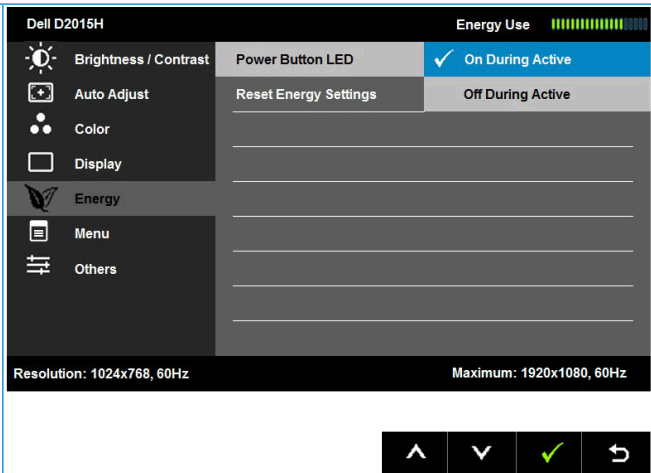 Dell D2015H Energy Use
Brightness / Contrast Power Button LED On During Active
Auto Adjust Reset Energy Settings Off During Active
Color
Display
Energy
Menu
Others
Resolution: 1024x768, 60Hz Maximum: 1920x1080, 60Hz